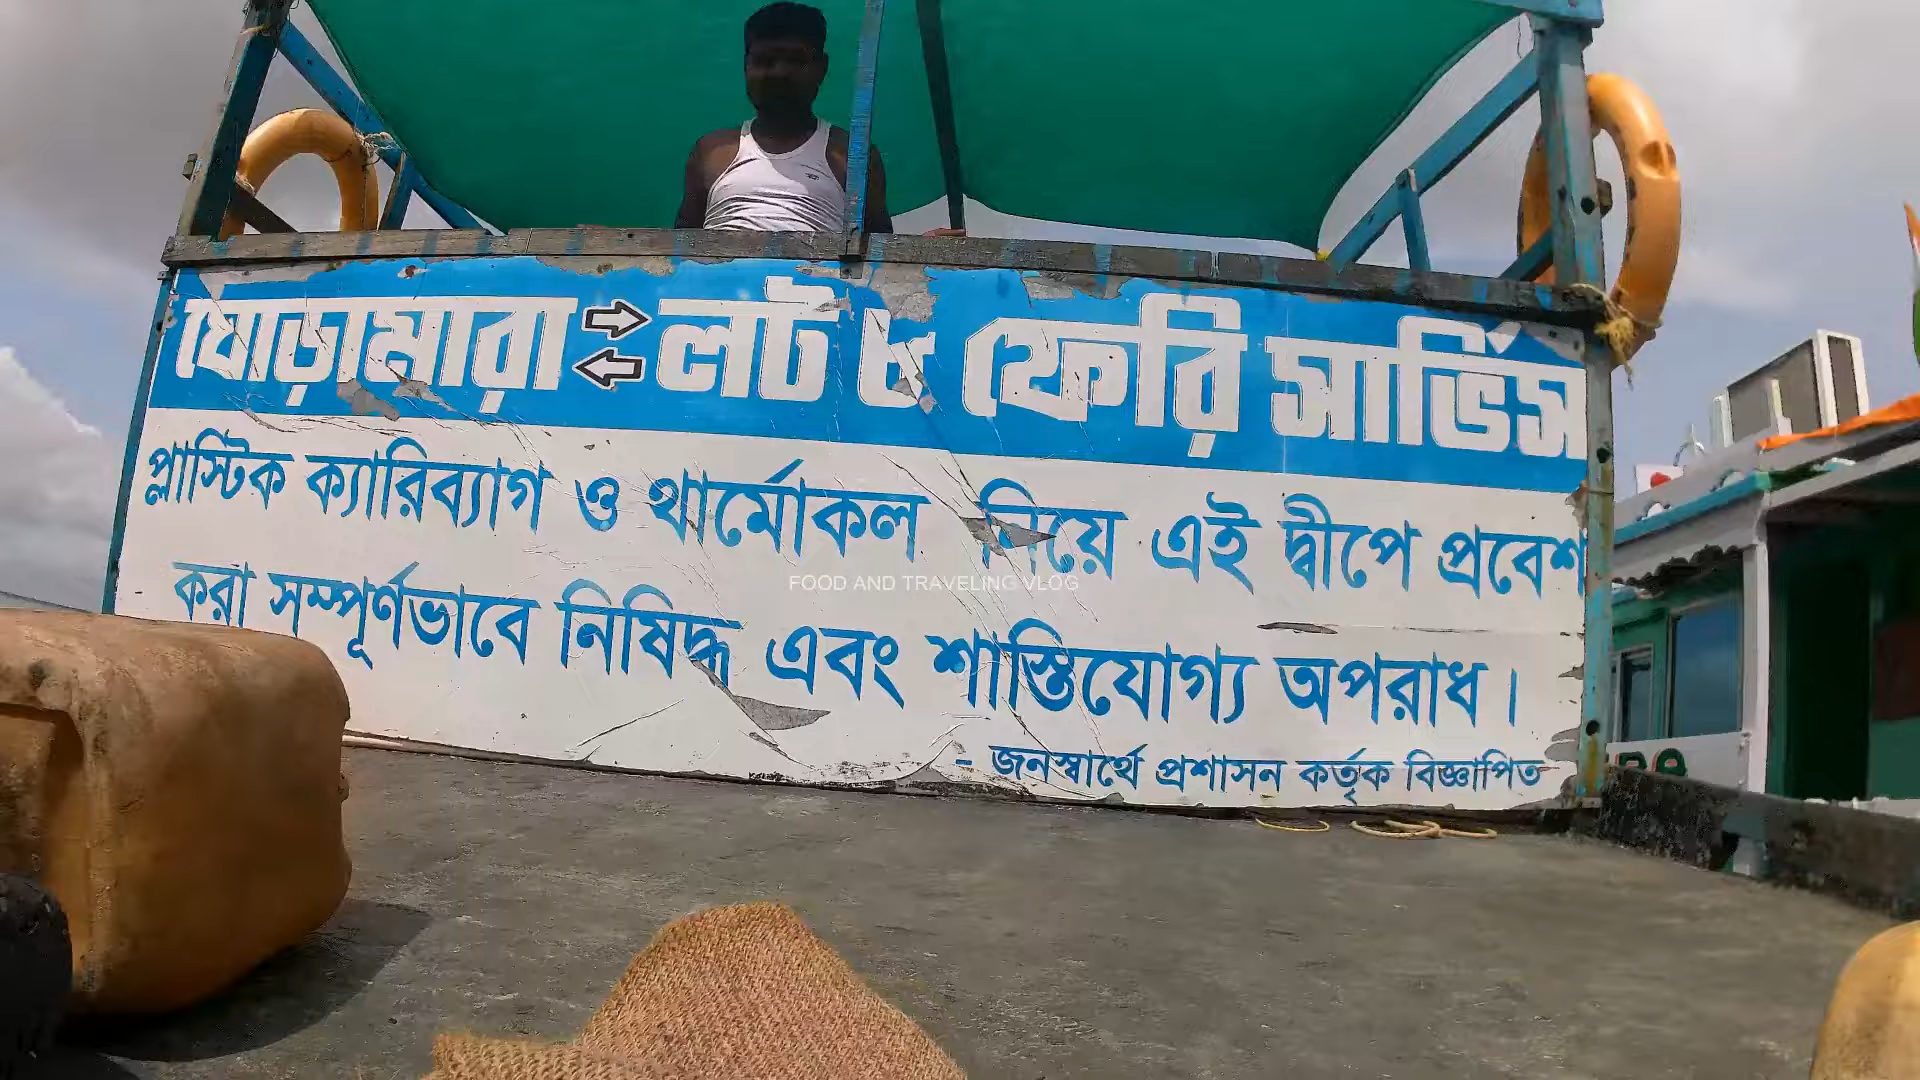 ঘোড়ামারা ⇨ লট ৮ ফেরি সার্ভিস
⇦
প্লাস্টিক ক্যারিব্যাগ ও থার্মোকল নিয়ে এই দ্বীপে প্রবেশ
করা সম্পূর্ণভাবে নিষিদ্ধ এবং শাস্তিযোগ্য অপরাধ।
- জনস্বার্থে প্রশাসন কর্তৃক বিজ্ঞাপিত
FOOD AND TRAVELING VLOG